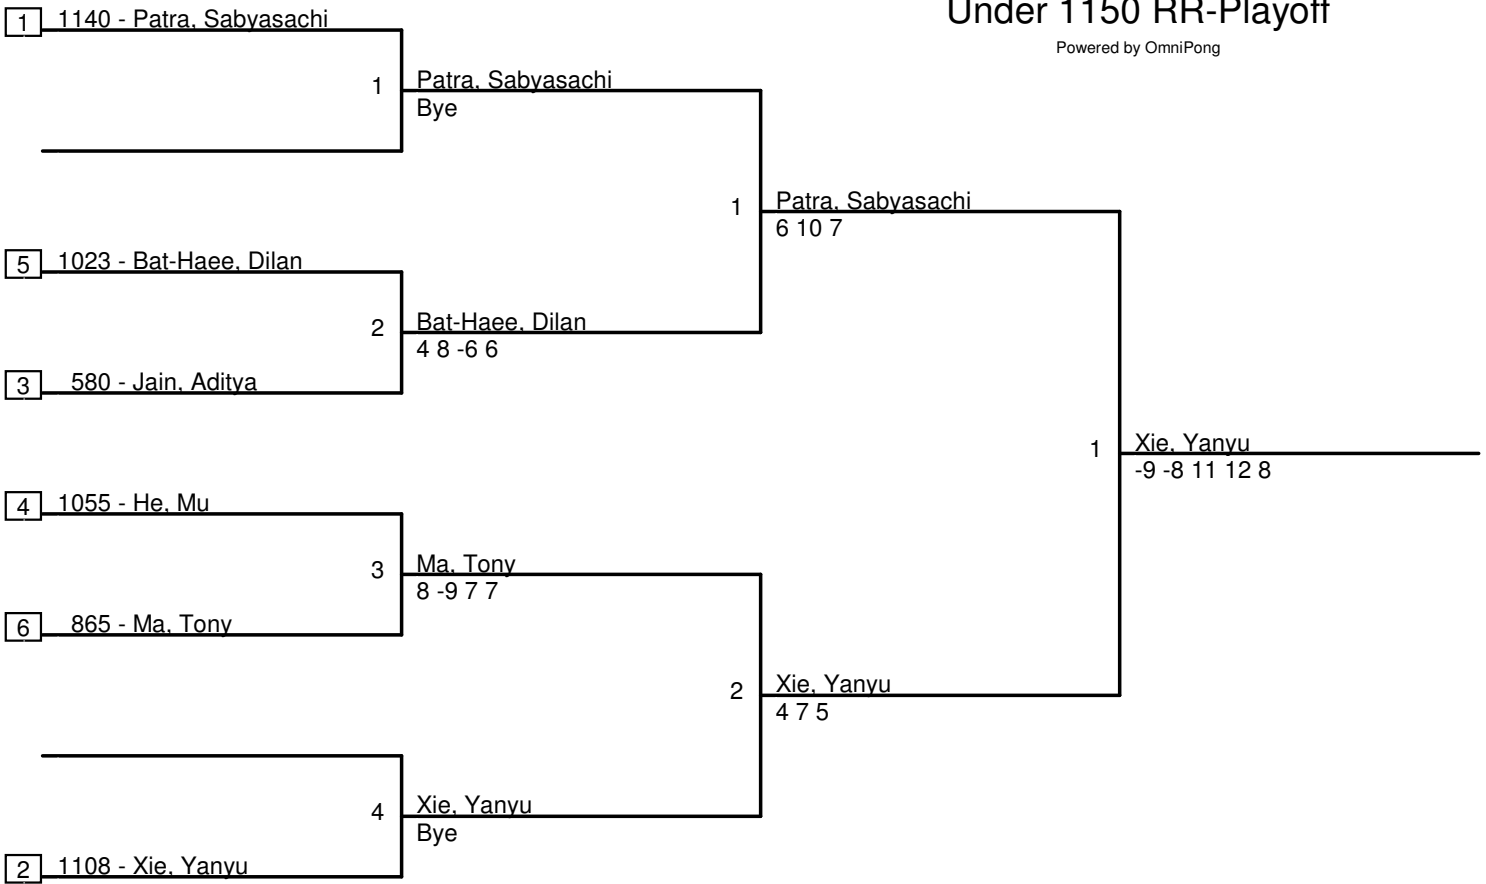 Under 1150 RR-Playoff
Powered by OmniPong
1 1140 - Patra, Sabyasachi
1 Patra, Sabyasachi
Bye
1 Patra, Sabyasachi
6 10 7
5 1023 - Bat-Haee, Dilan
2 Bat-Haee, Dilan
4 8 -6 6
3 580 - Jain, Aditya
1 Xie, Yanyu
-9 -8 11 12 8
4 1055 - He, Mu
3 Ma, Tony
8 -9 7 7
6 865 - Ma, Tony
2 Xie, Yanyu
4 7 5
4 Xie, Yanyu
Bye
2 1108 - Xie, Yanyu